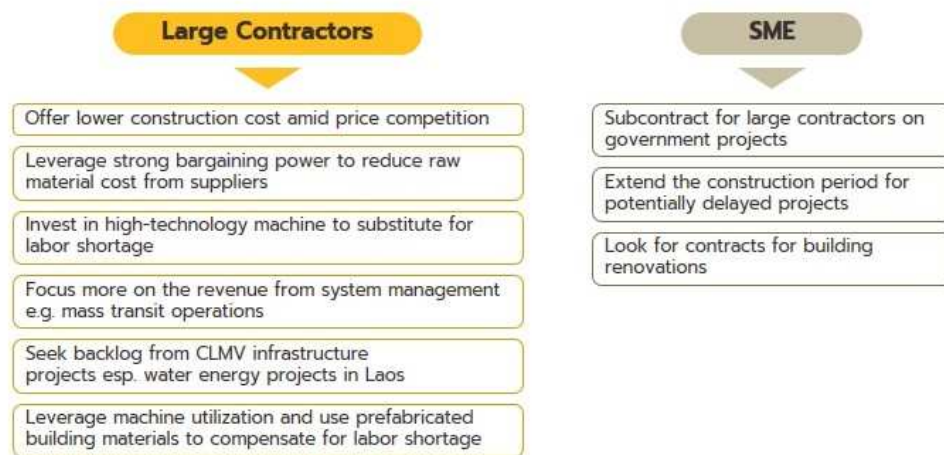 Large Contractors
Offer lower construction cost amid price competition
Leverage strong bargaining power to reduce raw
material cost from suppliers
Invest in high-technology machine to substitute for
labor shortage
Focus more on the revenue from system management
e.g. mass transit operations
Seek backlog from CLMV infrastructure
projects esp. water energy projects in Laos
Leverage machine utilization and use prefabricated
building materials to compensate for labor shortage
SME
Subcontract for large contractors on
government projects
Extend the construction period for
potentially delayed projects
Look for contracts for building
renovations